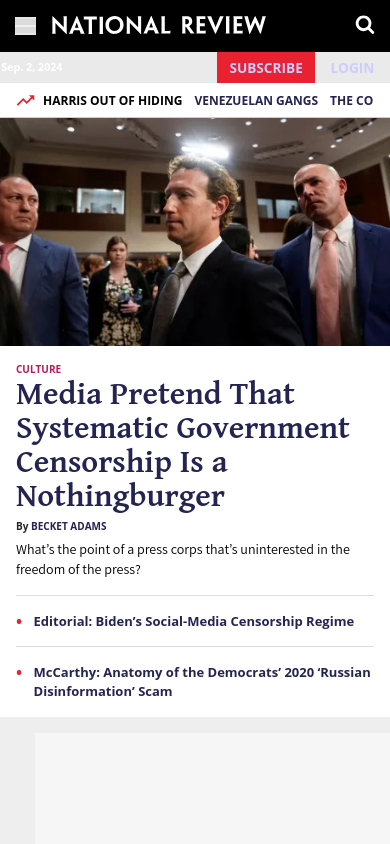 NATIONAL REVIEW
Sep. 2, 2024
SUBSCRIBE
LOGIN
HARRIS OUT OF HIDING VENEZUELAN GANGS THE CO
CULTURE
Media Pretend That
Systematic Government
Censorship Is a
Nothingburger
By BECKET ADAMS
What’s the point of a press corps that’s uninterested in the
freedom of the press?
Editorial: Biden’s Social-Media Censorship Regime
McCarthy: Anatomy of the Democrats’ 2020 ‘Russian
Disinformation’ Scam